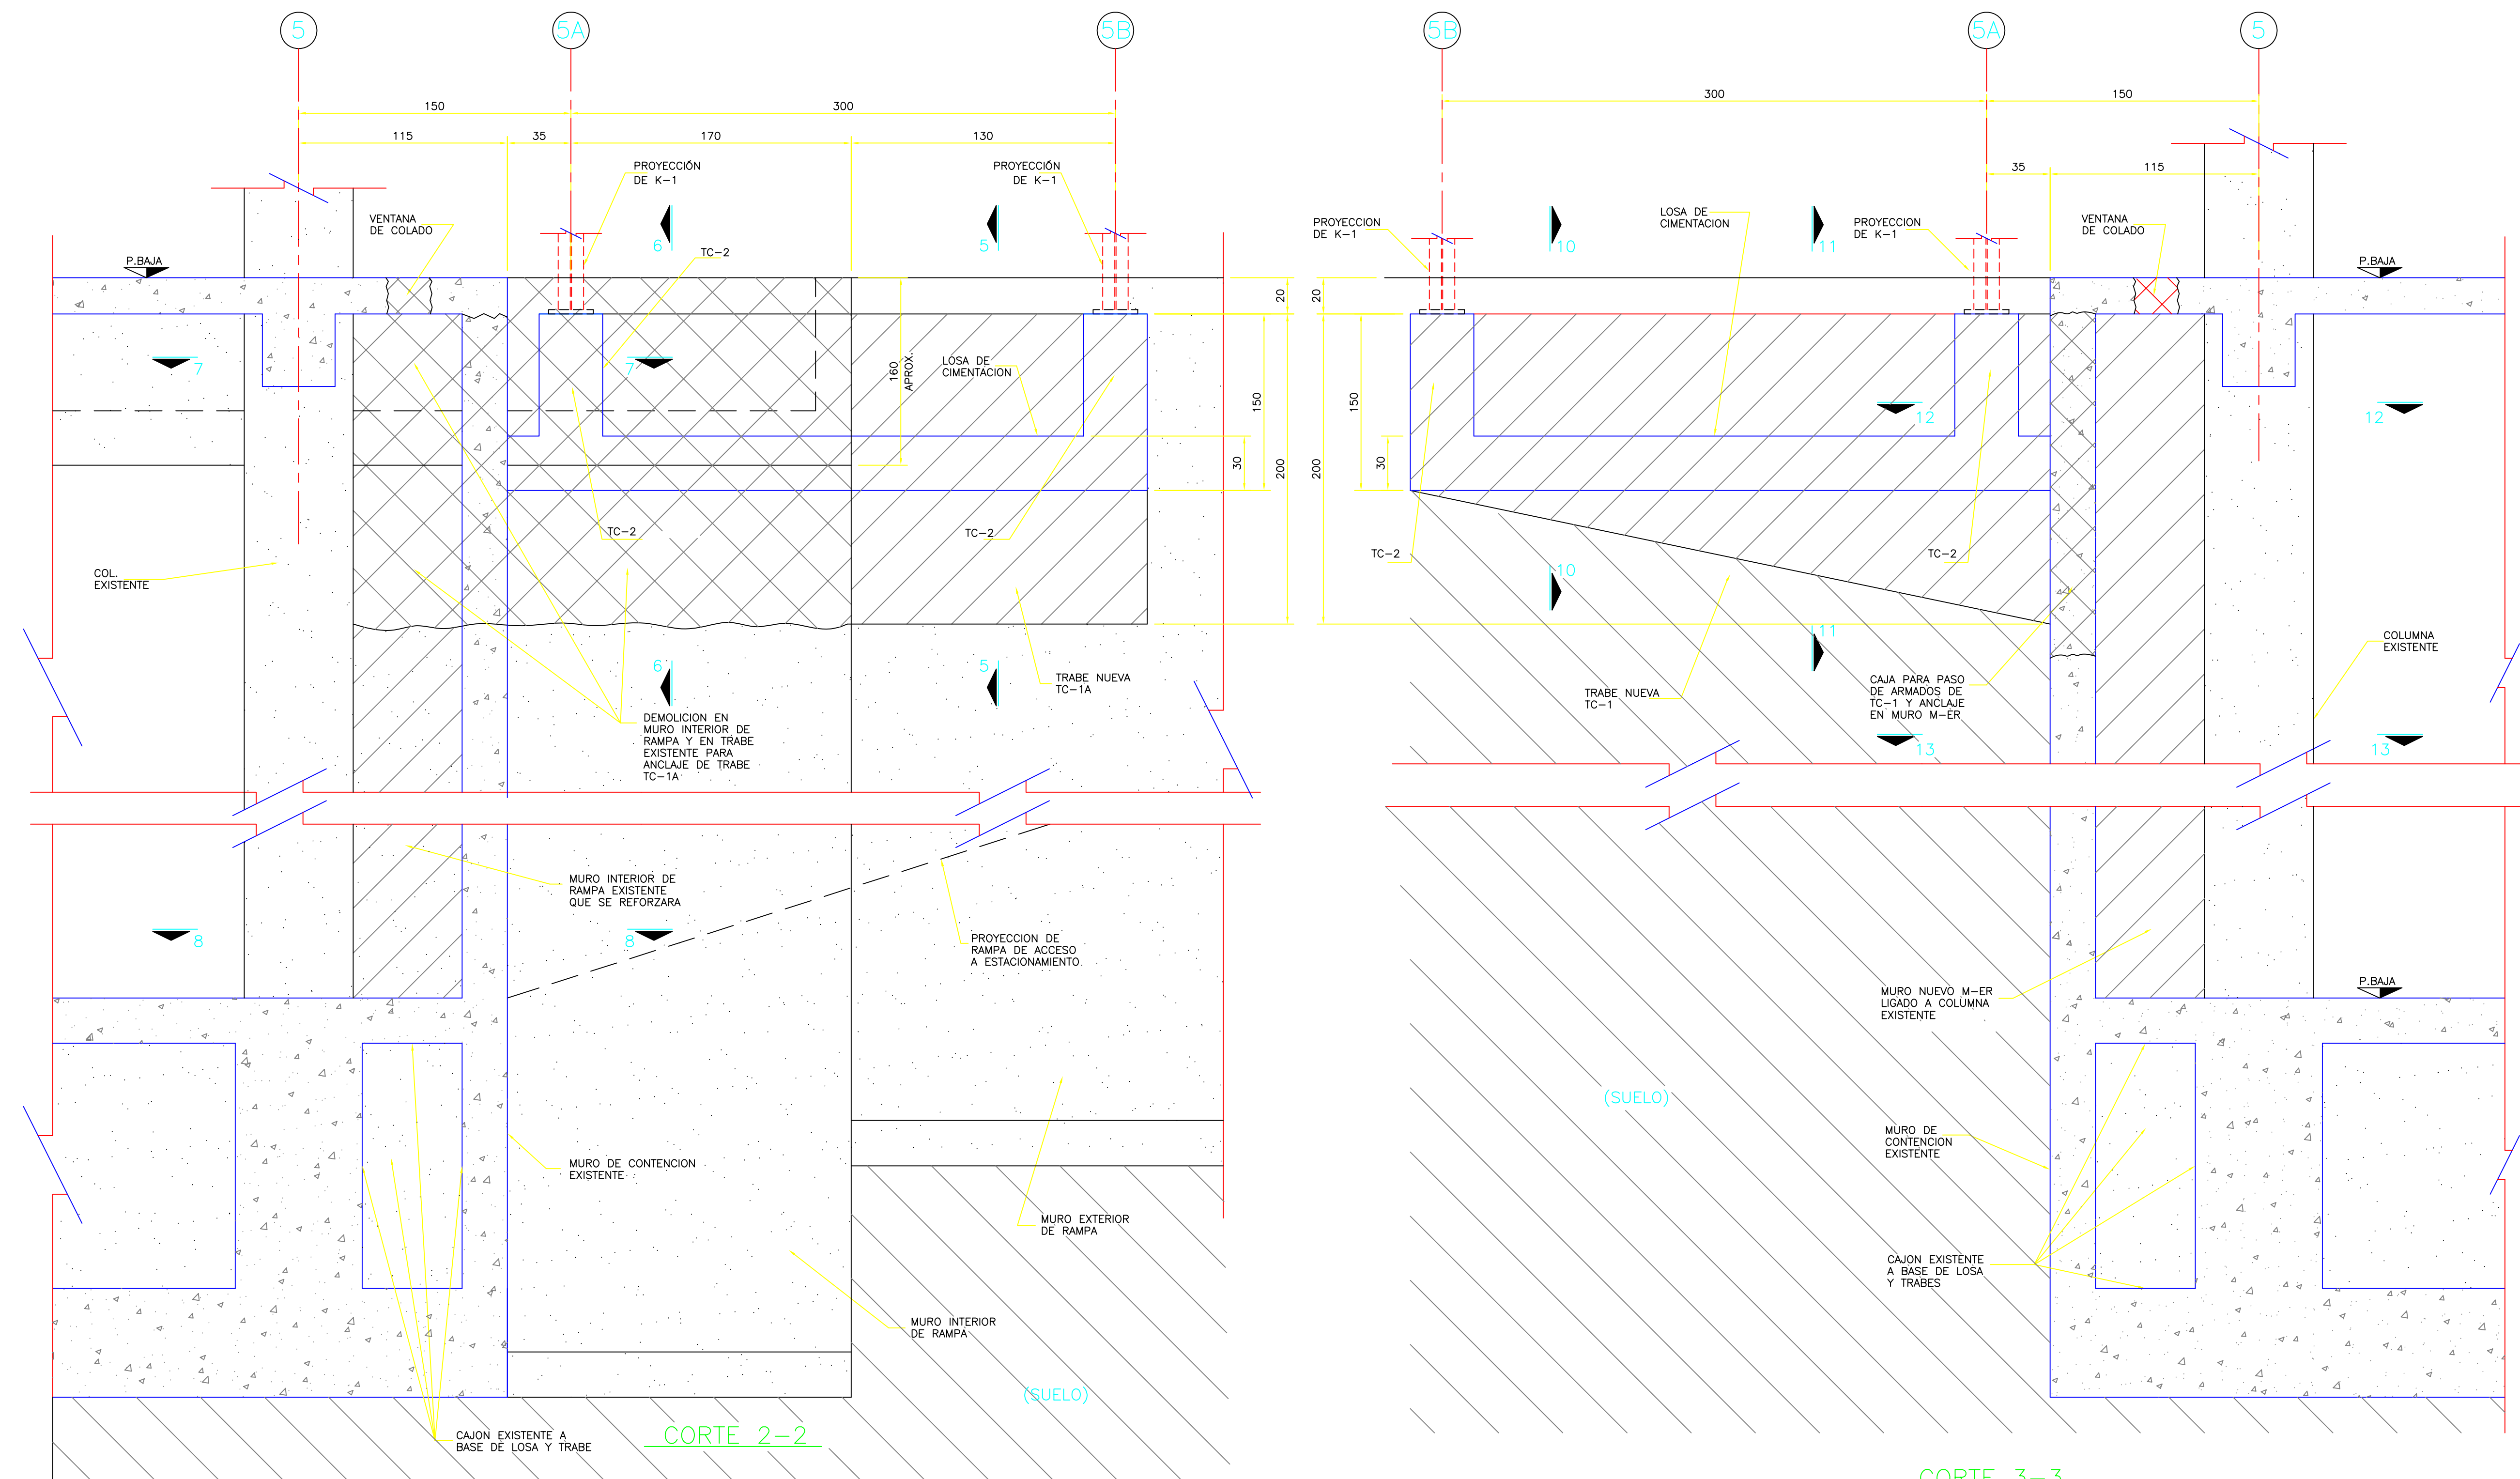 5
5A
5B
150
300
115
35
170
130
PROYECCIÓN
DE K-1
PROYECCIÓN
DE K-1
VENTANA
DE COLADO
6
5
TC-2
P.BAJA
20
7
7
160
APROX.
LOSA DE
CIMENTACION
150
30
200
TC-2
TC-2
COL.
EXISTENTE
6
5
TRABE NUEVA
TC-1A
DEMOLICION EN
MURO INTERIOR DE
RAMPA Y EN TRABE
EXISTENTE PARA
ANCLAJE DE TRABE
TC-1A
MURO INTERIOR DE
RAMPA EXISTENTE
QUE SE REFORZARA
8
8
PROYECCION DE
RAMPA DE ACCESO
A ESTACIONAMIENTO
MURO DE CONTENCION
EXISTENTE
MURO EXTERIOR
DE RAMPA
MURO INTERIOR
DE RAMPA
(SUELO)
CAJON EXISTENTE A
BASE DE LOSA Y TRABE
CORTE 2-2
5B
5A
5
300
150
35
115
PROYECCION
DE K-1
LOSA DE
CIMENTACION
PROYECCION
DE K-1
VENTANA
DE COLADO
10
11
P.BAJA
20
150
30
200
12
12
TC-2
TC-2
10
11
TRABE NUEVA
TC-1
CAJA PARA PASO
DE ARMADOS DE
TC-1 Y ANCLAJE
EN MURO M-ER
COLUMNA
EXISTENTE
13
13
MURO NUEVO M-ER
LIGADO A COLUMNA
EXISTENTE
P.BAJA
(SUELO)
MURO DE
CONTENCION
EXISTENTE
CAJON EXISTENTE
A BASE DE LOSA
Y TRABES
CORTE 3-3